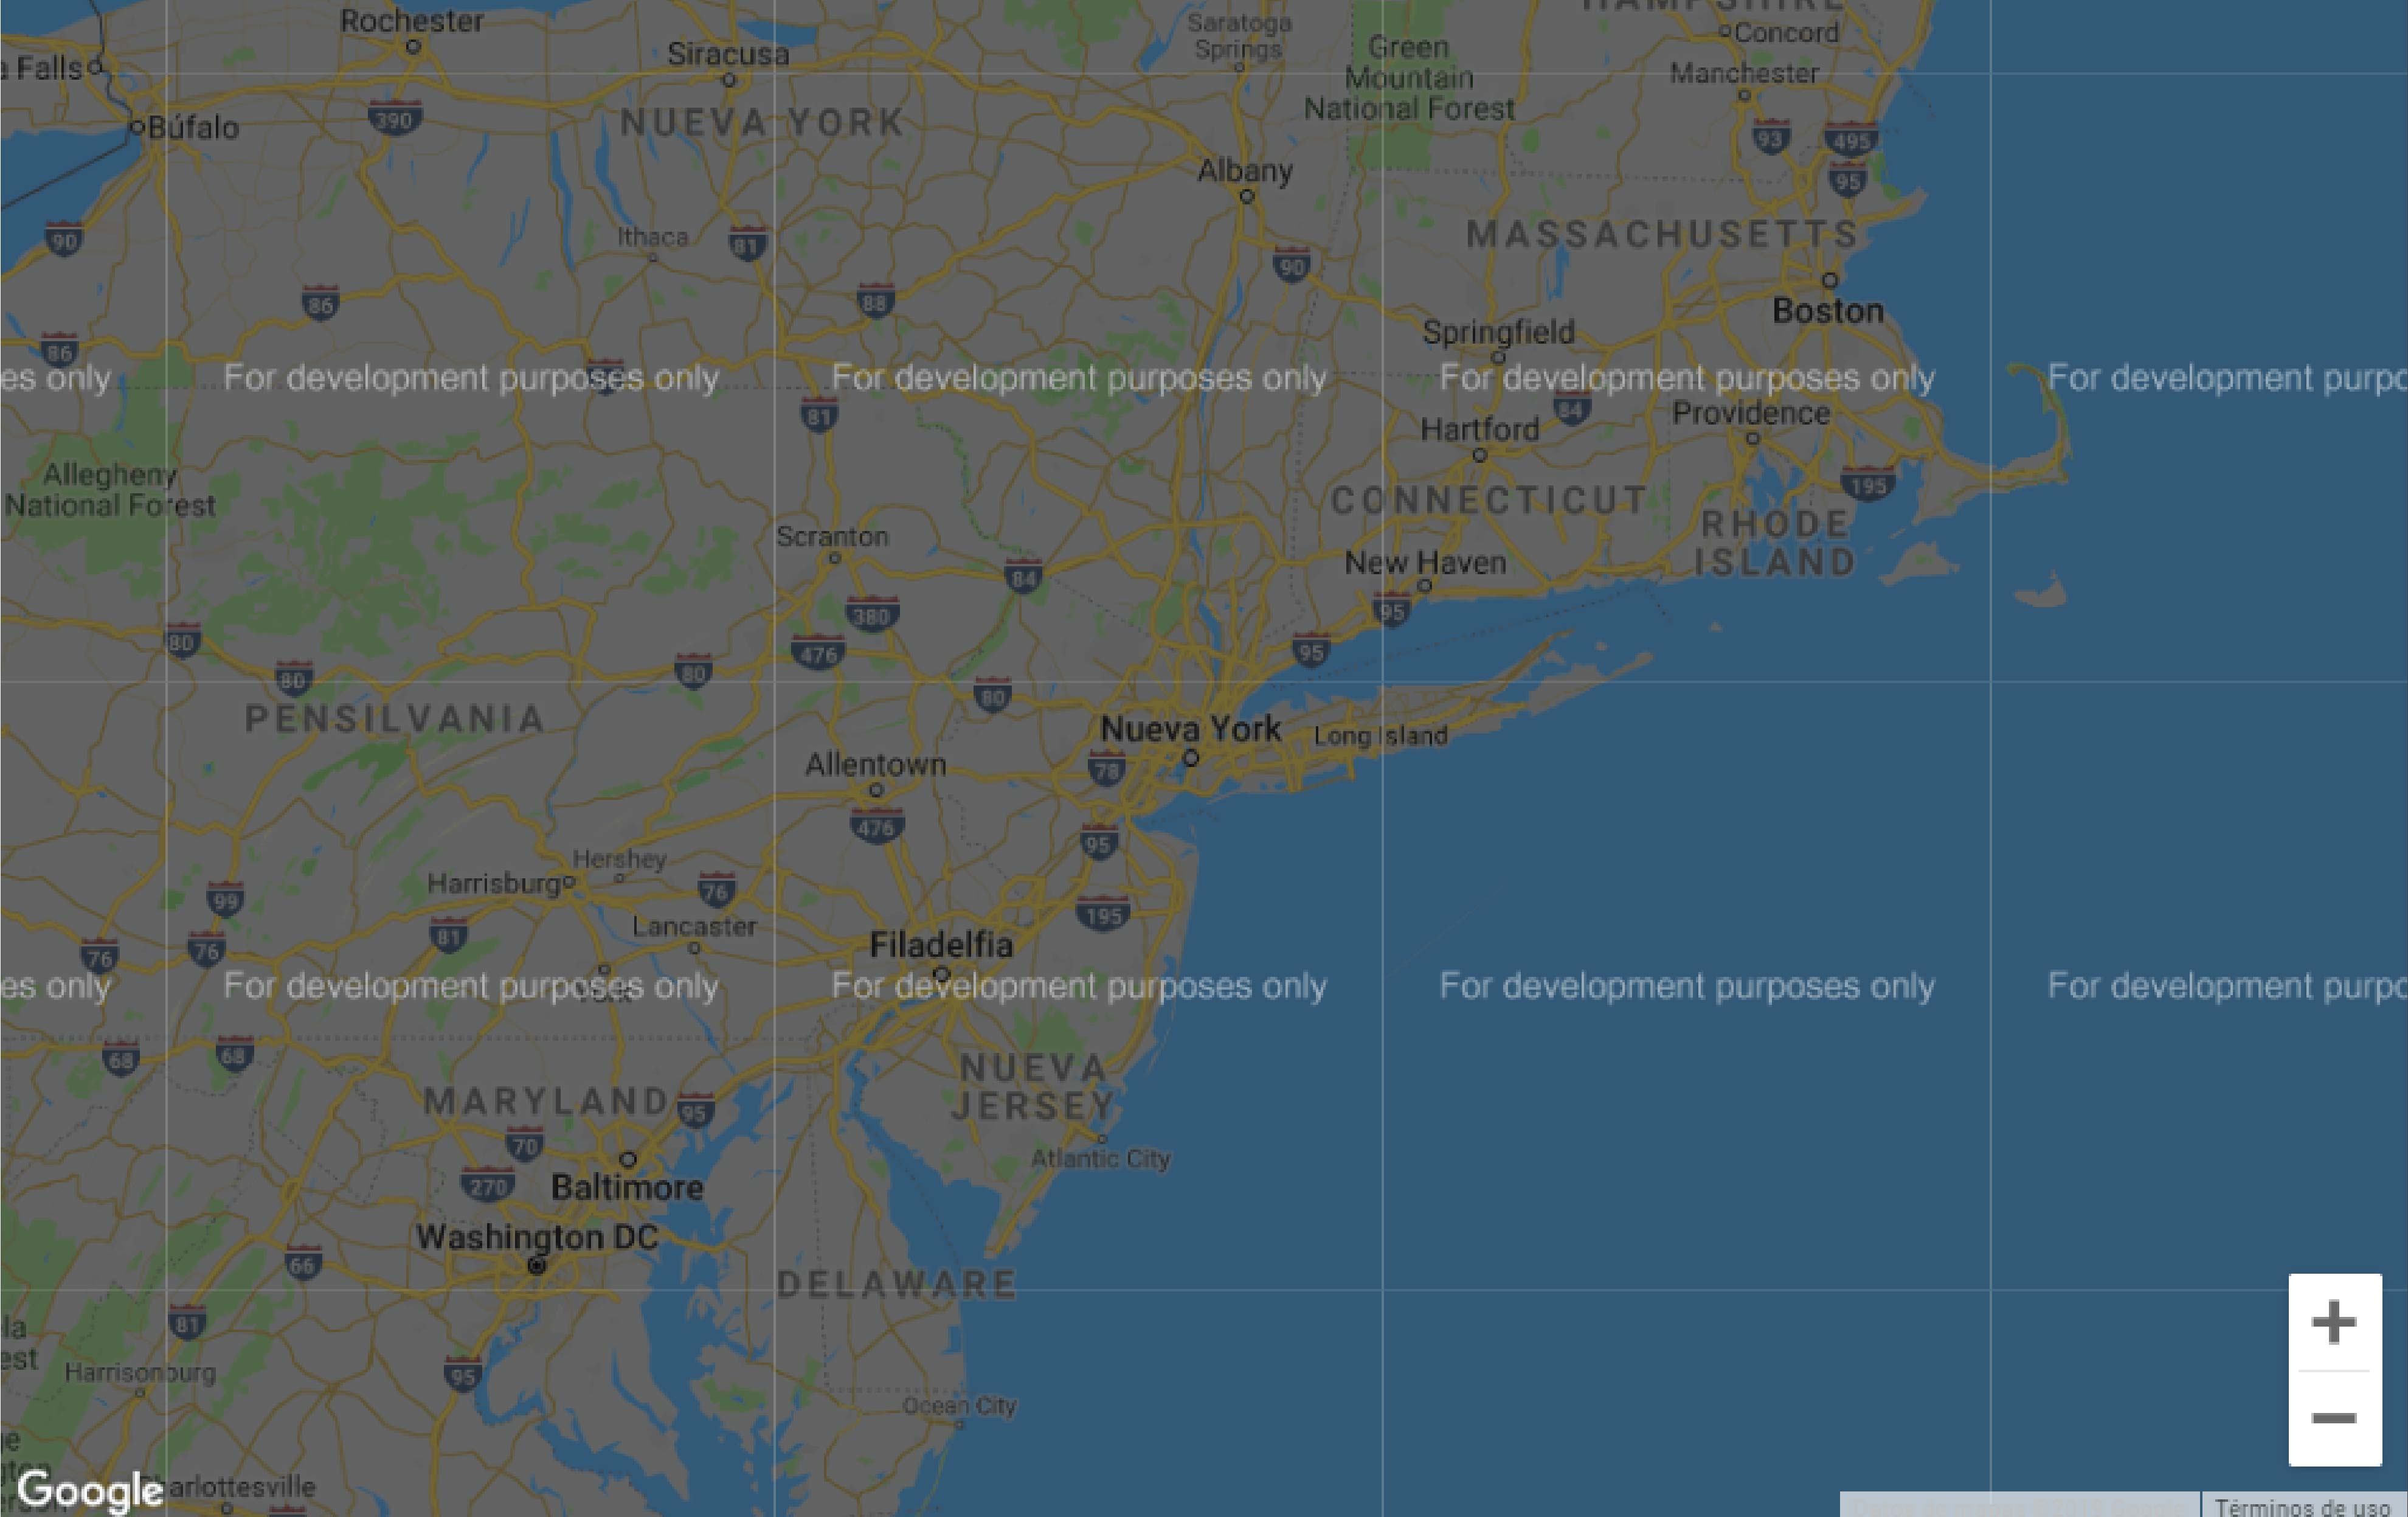 HAMPSHIRE
Rochester
Saratoga
Springs
Concord
Siracusa
Green
Mountain
National Forest
Falls
Manchester
390
NUEVA YORK
Búfalo
93
495
Albany
95
MASSACHUSETTS
90
Ithaca
81
90
86
88
Boston
Springfield
86
es only
For development purposes only
For development purposes only
For development purposes only
For development purpo
81
84
Providence
Hartford
Allegheny
National Forest
195
CONNECTICUT
RHODE
ISLAND
Scranton
New Haven
84
380
95
80
476
95
80
80
80
PENSILVANIA
Nueva York
Long Island
Allentown
78
476
95
Hershey
Harrisburg
76
99
195
Lancaster
81
Filadelfia
76
76
es only
For development purposes only
For development purposes only
For development purposes only
For development purpo
68
68
NUEVA
JERSEY
MARYLAND
95
70
Atlantic City
270
Baltimore
Washington DC
66
DELAWARE
81
la
est
Harrisonburg
95
Ocean City
Google
arlottesville
Términos de uso